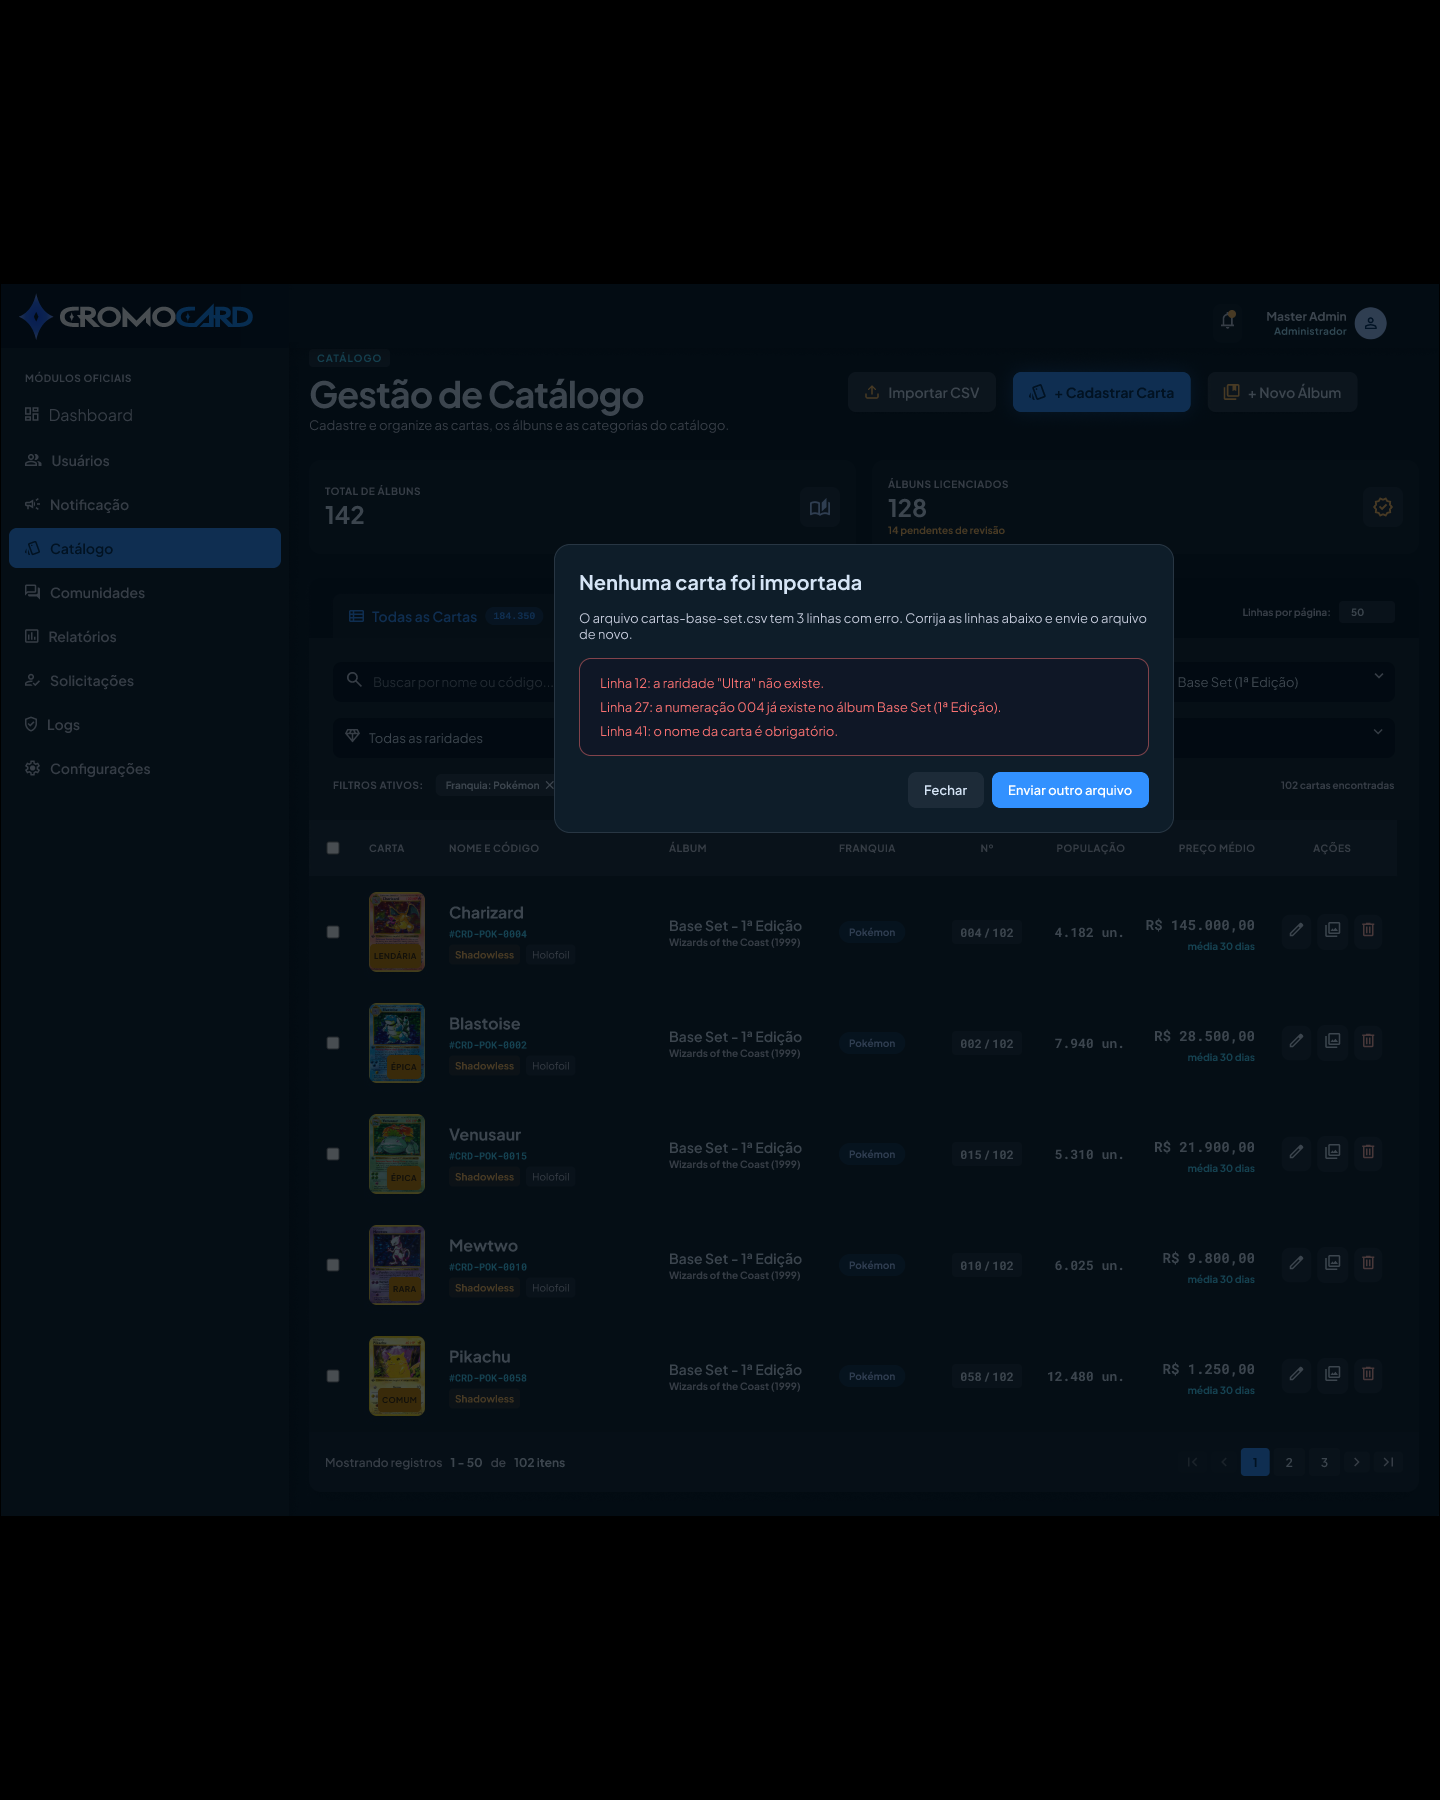 CROMOCARD
Master Admin
Administrador
MÓDULOS OFICIAIS
Dashboard
Usuários
Notificação
Catálogo
Comunidades
Relatórios
Solicitações
Logs
Configurações
CATÁLOGO
Gestão de Catálogo
Cadastre e organize as cartas, os álbuns e as categorias do catálogo.
Importar CSV
+ Cadastrar Carta
+ Novo Álbum
TOTAL DE ÁLBUNS
142
ÁLBUNS LICENCIADOS
128
14 pendentes de revisão
Todas as Cartas 184.350
Linhas por página: 50
Buscar por nome ou código...
Base Set (1ª Edição)
Todas as raridades
FILTROS ATIVOS: Franquia: Pokémon
102 cartas encontradas
Nenhuma carta foi importada
O arquivo cartas-base-set.csv tem 3 linhas com erro. Corrija as linhas abaixo e envie o arquivo
de novo.
Linha 12: a raridade "Ultra" não existe.
Linha 27: a numeração 004 já existe no álbum Base Set (1ª Edição).
Linha 41: o nome da carta é obrigatório.
Fechar
Enviar outro arquivo
CARTA NOME E CÓDIGO ÁLBUM FRANQUIA Nº POPULAÇÃO PREÇO MÉDIO AÇÕES
LENDÁRIA
Charizard
#CRD-POK-0004
Shadowless Holofoil
Base Set - 1ª Edição
Wizards of the Coast (1999)
Pokémon
004 / 102
4.182 un.
R$ 145.000,00
média 30 dias
ÉPICA
Blastoise
#CRD-POK-0002
Shadowless Holofoil
Base Set - 1ª Edição
Wizards of the Coast (1999)
Pokémon
002 / 102
7.940 un.
R$ 28.500,00
média 30 dias
ÉPICA
Venusaur
#CRD-POK-0015
Shadowless Holofoil
Base Set - 1ª Edição
Wizards of the Coast (1999)
Pokémon
015 / 102
5.310 un.
R$ 21.900,00
média 30 dias
RARA
Mewtwo
#CRD-POK-0010
Shadowless Holofoil
Base Set - 1ª Edição
Wizards of the Coast (1999)
Pokémon
010 / 102
6.025 un.
R$ 9.800,00
média 30 dias
COMUM
Pikachu
#CRD-POK-0058
Shadowless
Base Set - 1ª Edição
Wizards of the Coast (1999)
Pokémon
058 / 102
12.480 un.
R$ 1.250,00
média 30 dias
Mostrando registros 1 – 50 de 102 itens
1 2 3